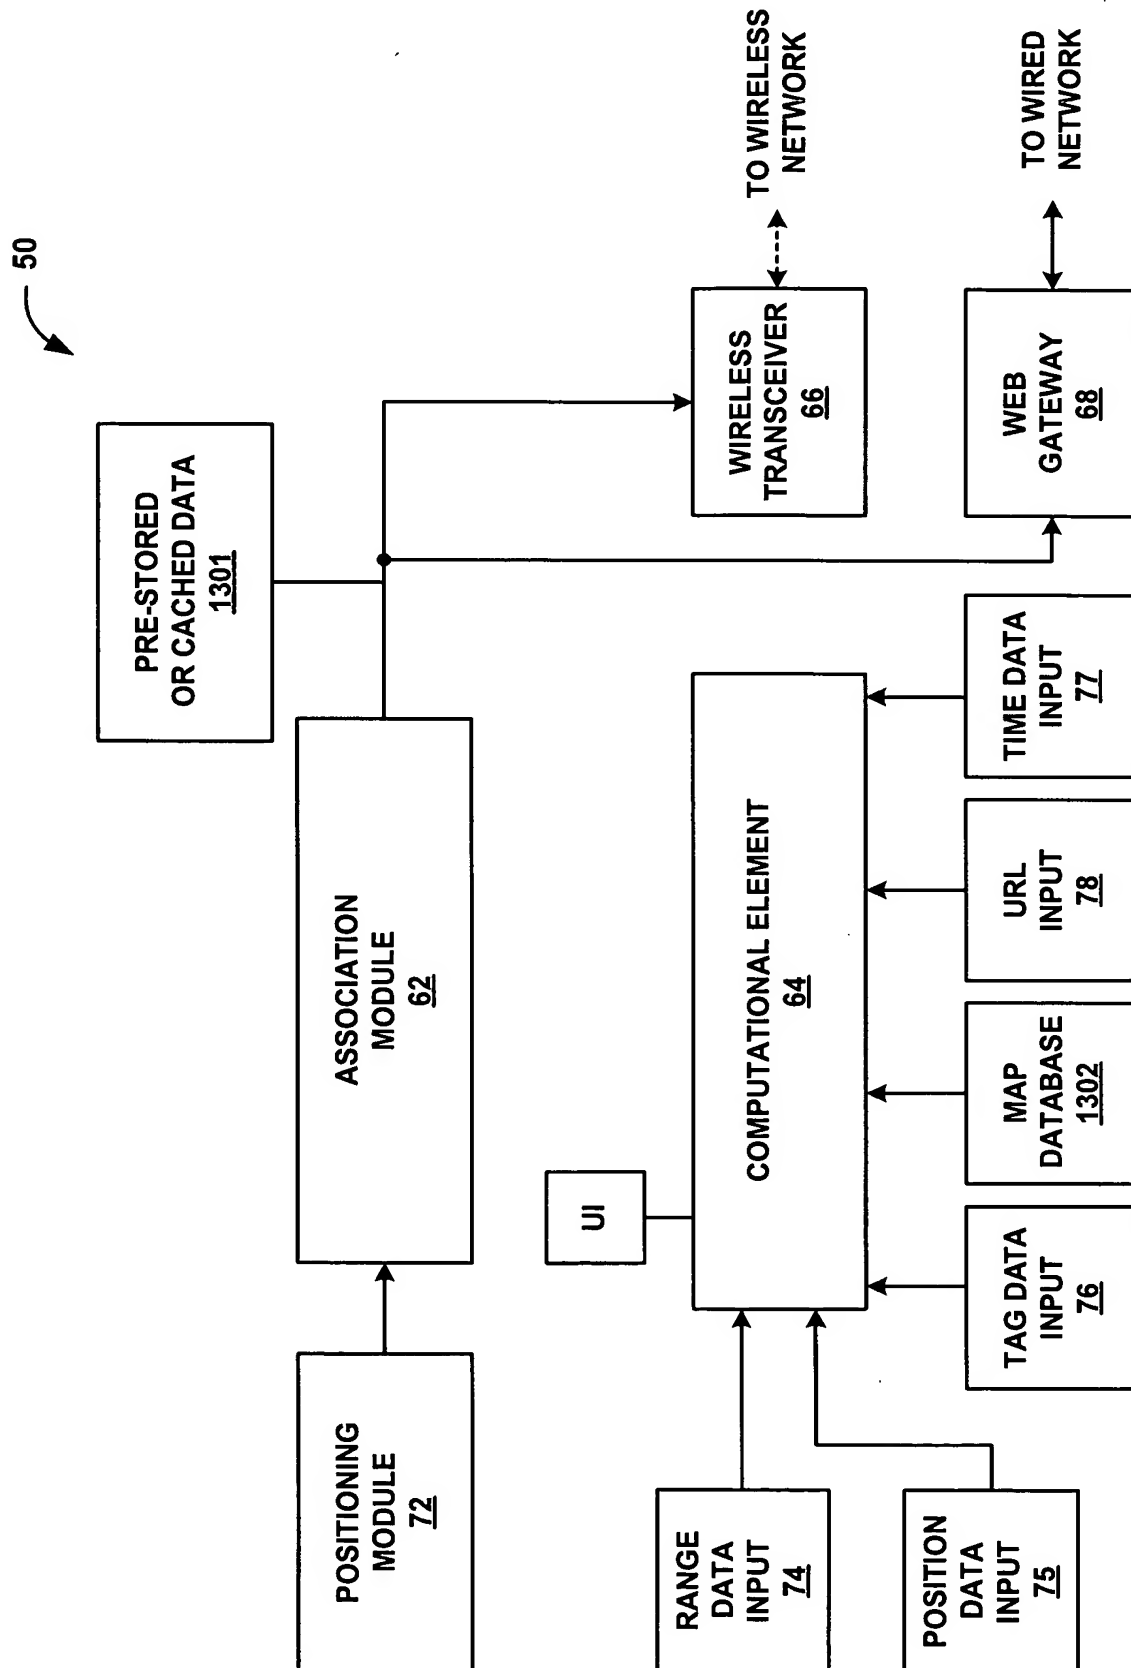 50
PRE-STORED
OR CACHED DATA
1301
POSITIONING
MODULE
72
ASSOCIATION
MODULE
62
UI
RANGE
DATA
INPUT
74
POSITION
DATA
INPUT
75
COMPUTATIONAL ELEMENT
64
WIRELESS
TRANSCEIVER
66
TO WIRELESS
NETWORK
TAG DATA
INPUT
76
MAP
DATABASE
1302
URL
INPUT
78
TIME DATA
INPUT
77
WEB
GATEWAY
68
TO WIRED
NETWORK